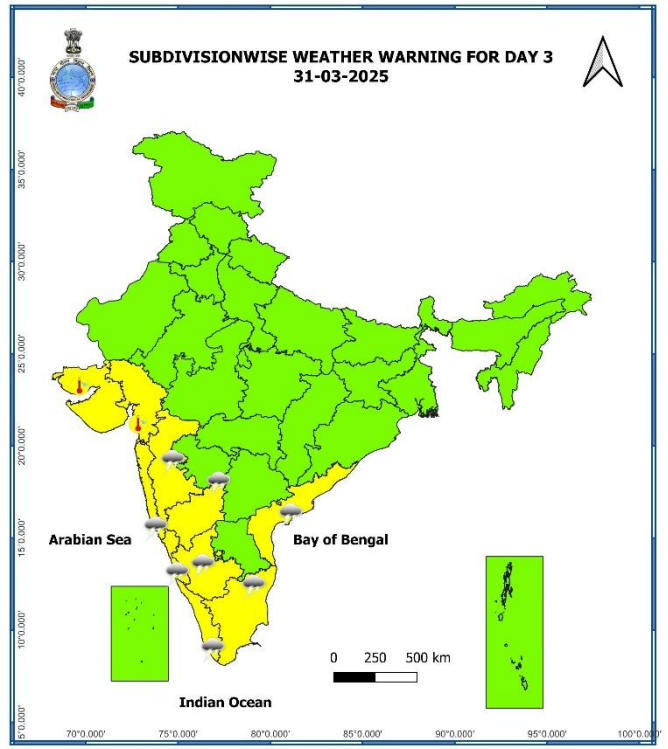 SUBDIVISIONWISE WEATHER WARNING FOR DAY 3
31-03-2025
40°0.000'
35°0.000'
30°0.000'
25°0.000'
20°0.000'
15°0.000'
10°0.000'
5°0.000'
Arabian Sea
Bay of Bengal
0 250 500 km
Indian Ocean
70°0.000' 75°0.000' 80°0.000' 85°0.000' 90°0.000' 95°0.000' 100°0.000'